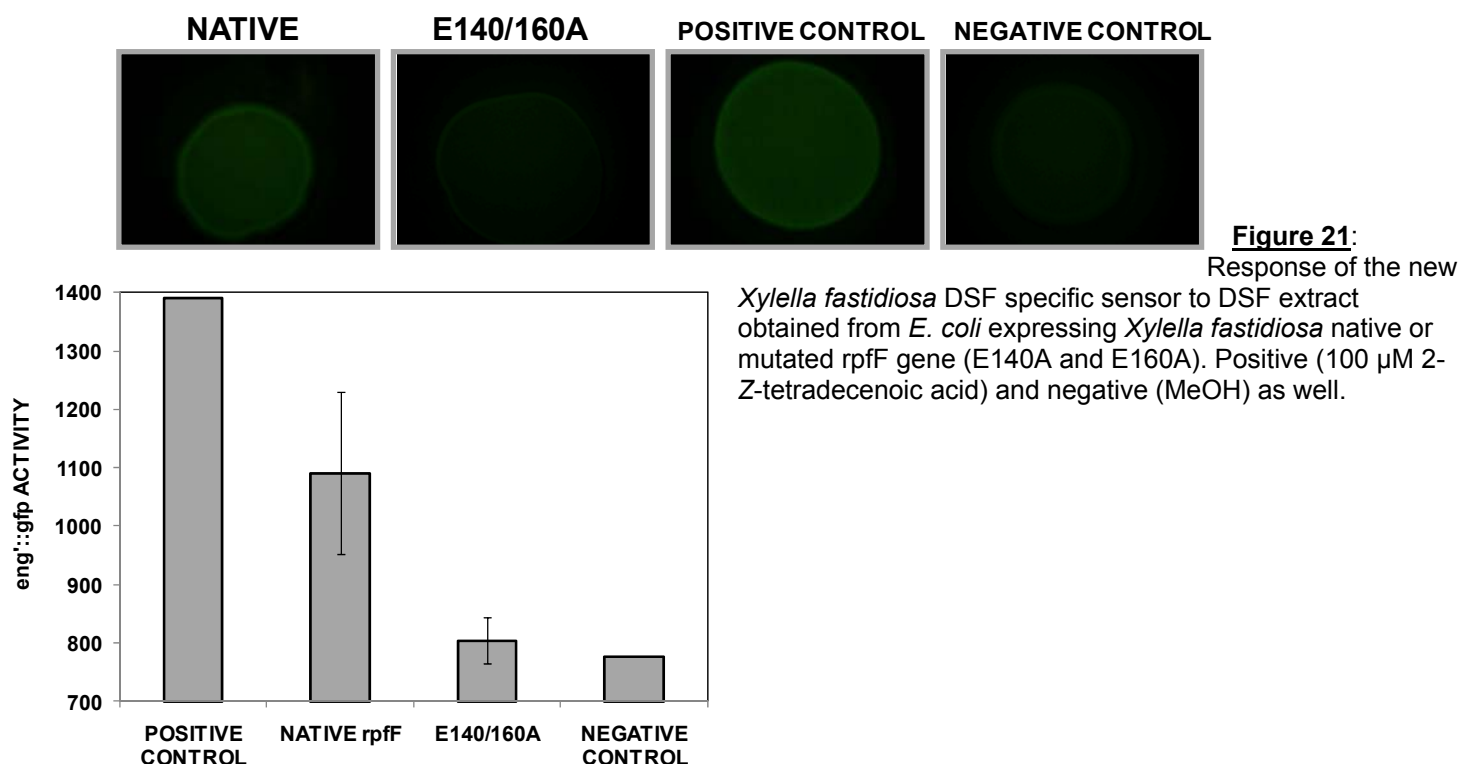 NATIVE
E140/160A
POSITIVE CONTROL
NEGATIVE CONTROL
Figure 21:
Response of the new
Xylella fastidiosa DSF specific sensor to DSF extract
obtained from E. coli expressing Xylella fastidiosa native or
mutated rpfF gene (E140A and E160A). Positive (100 µM 2-
Z-tetradecenoic acid) and negative (MeOH) as well.
eng'::gfp ACTIVITY
1400
1300
1200
1100
1000
900
800
700
POSITIVE
CONTROL
NATIVE rpfF
E140/160A
NEGATIVE
CONTROL